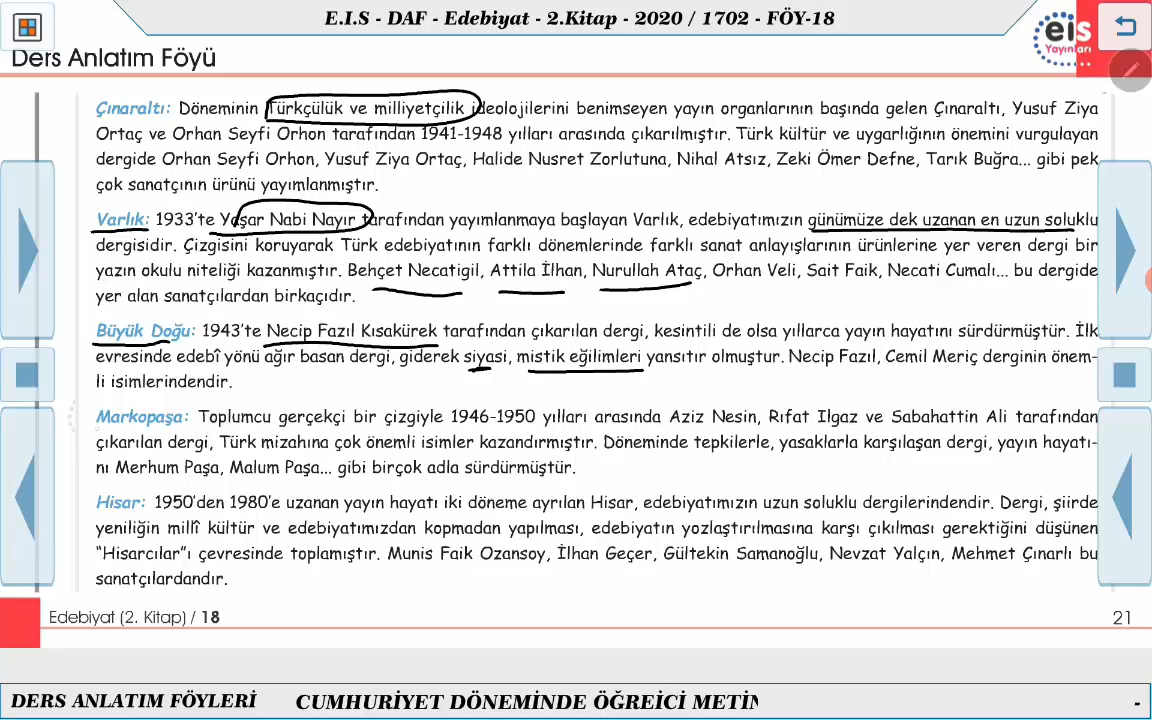 E.I.S - DAF - Edebiyat - 2.Kitap - 2020 / 1702 - FÖY-18
eis
Yayınları
Ders Anlatım Föyü
Çınaraltı: Döneminin Türkçülük ve milliyetçilik ideolojilerini benimseyen yayın organlarının başında gelen Çınaraltı, Yusuf Ziya
Ortaç ve Orhan Seyfi Orhon tarafından 1941-1948 yılları arasında çıkarılmıştır. Türk kültür ve uygarlığının önemini vurgulayan
dergide Orhan Seyfi Orhon, Yusuf Ziya Ortaç, Halide Nusret Zorlutuna, Nihal Atsız, Zeki Ömer Defne, Tarık Buğra... gibi pek
çok sanatçının ürünü yayımlanmıştır.
Varlık: 1933'te Yaşar Nabi Nayır tarafından yayımlanmaya başlayan Varlık, edebiyatımızın günümüze dek uzanan en uzun soluklu
dergisidir. Çizgisini koruyarak Türk edebiyatının farklı dönemlerinde farklı sanat anlayışlarının ürünlerine yer veren dergi bir
yazın okulu niteliği kazanmıştır. Behçet Necatigil, Attila İlhan, Nurullah Ataç, Orhan Veli, Sait Faik, Necati Cumalı... bu dergide
yer alan sanatçılardan birkaçıdır.
Büyük Doğu: 1943'te Necip Fazıl Kısakürek tarafından çıkarılan dergi, kesintili de olsa yıllarca yayın hayatını sürdürmüştür. İlk
evresinde edebî yönü ağır basan dergi, giderek siyasi, mistik eğilimleri yansıtır olmuştur. Necip Fazıl, Cemil Meriç derginin önem-
li isimlerindendir.
Markopaşa: Toplumcu gerçekçi bir çizgiyle 1946-1950 yılları arasında Aziz Nesin, Rıfat Ilgaz ve Sabahattin Ali tarafından
çıkarılan dergi, Türk mizahına çok önemli isimler kazandırmıştır. Döneminde tepkilerle, yasaklarla karşılaşan dergi, yayın hayatı-
nı Merhum Paşa, Malum Paşa... gibi birçok adla sürdürmüştür.
Hisar: 1950'den 1980'e uzanan yayın hayatı iki döneme ayrılan Hisar, edebiyatımızın uzun soluklu dergilerindendir. Dergi, şiirde
yeniliğin millî kültür ve edebiyatımızdan kopmadan yapılması, edebiyatın yozlaştırılmasına karşı çıkılması gerektiğini düşünen
"Hisarcılar"ı çevresinde toplamıştır. Munis Faik Ozansoy, İlhan Geçer, Gültekin Samanoğlu, Nevzat Yalçın, Mehmet Çınarlı bu
sanatçılardandır.
Edebiyat (2. Kitap) / 18
21
DERS ANLATIM FÖYLERİ CUMHURİYET DÖNEMİNDE ÖĞREİCİ METİN -